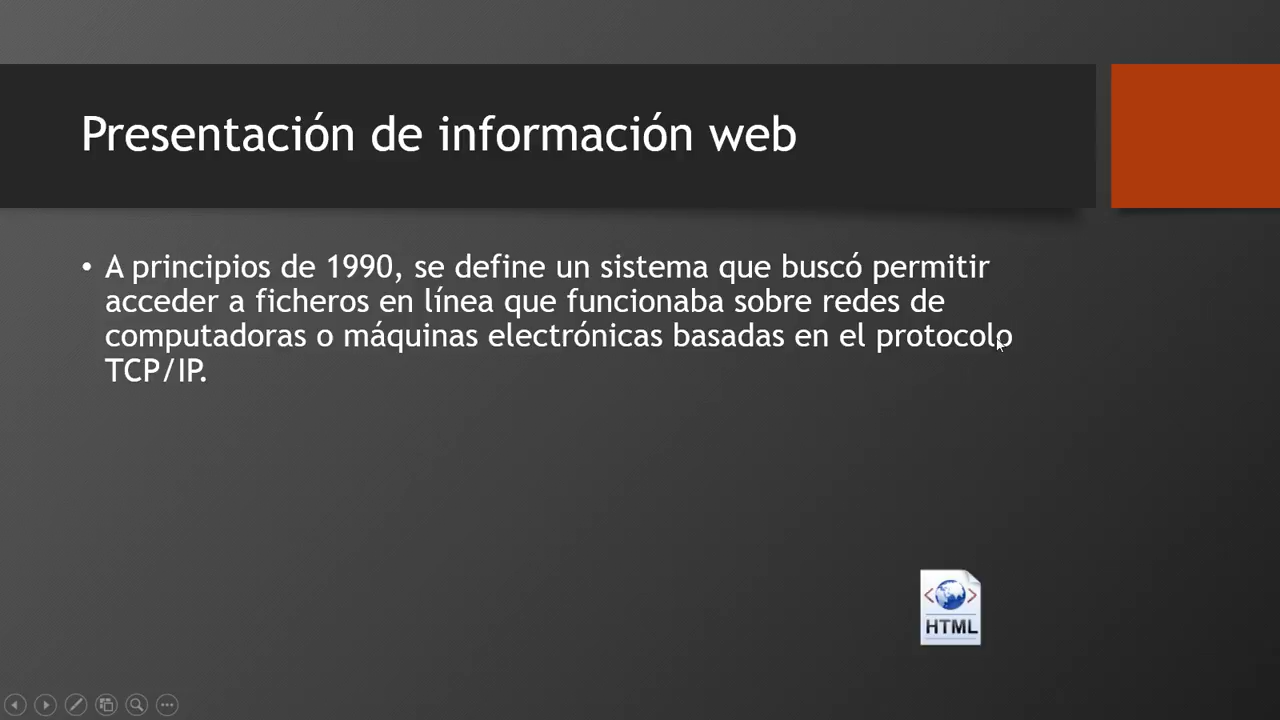 Presentación de información web
• A principios de 1990, se define un sistema que buscó permitir
acceder a ficheros en línea que funcionaba sobre redes de
computadoras o máquinas electrónicas basadas en el protocolo
TCP/IP.
<>
HTML